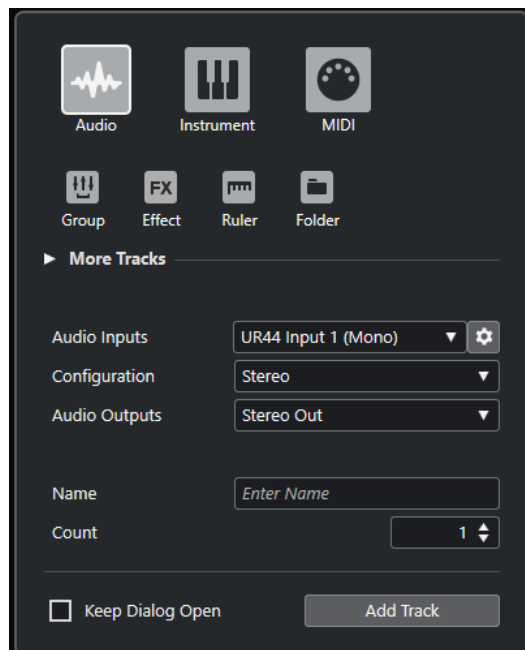 Audio Instrument MIDI
FX
Group Effect Ruler Folder
More Tracks
Audio Inputs UR44 Input 1 (Mono)
Configuration Stereo
Audio Outputs Stereo Out
Name Enter Name
Count 1
Keep Dialog Open Add Track